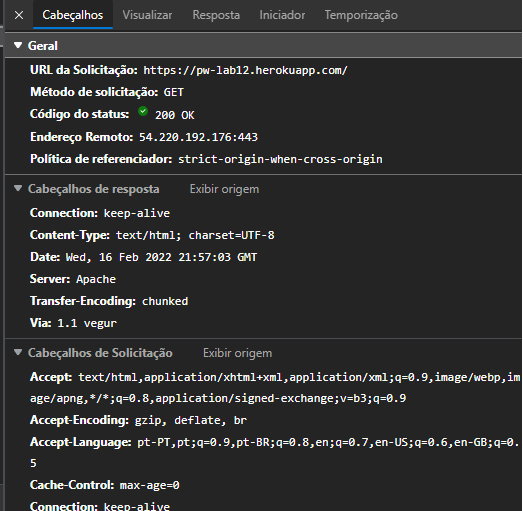 Cabeçalhos Visualizar Resposta Iniciador Temporização
Geral
URL da Solicitação: https://pw-lab12.herokuapp.com/
Método de solicitação: GET
Código do status: 200 OK
Endereço Remoto: 54.220.192.176:443
Política de referenciador: strict-origin-when-cross-origin
Cabeçalhos de resposta Exibir origem
Connection: keep-alive
Content-Type: text/html; charset=UTF-8
Date: Wed, 16 Feb 2022 21:57:03 GMT
Server: Apache
Transfer-Encoding: chunked
Via: 1.1 vegur
Cabeçalhos de Solicitação Exibir origem
Accept: text/html,application/xhtml+xml,application/xml;q=0.9,image/webp,im
age/apng,*/*;q=0.8,application/signed-exchange;v=b3;q=0.9
Accept-Encoding: gzip, deflate, br
Accept-Language: pt-PT,pt;q=0.9,pt-BR;q=0.8,en;q=0.7,en-US;q=0.6,en-GB;q=0.
5
Cache-Control: max-age=0
Connection: keep-alive